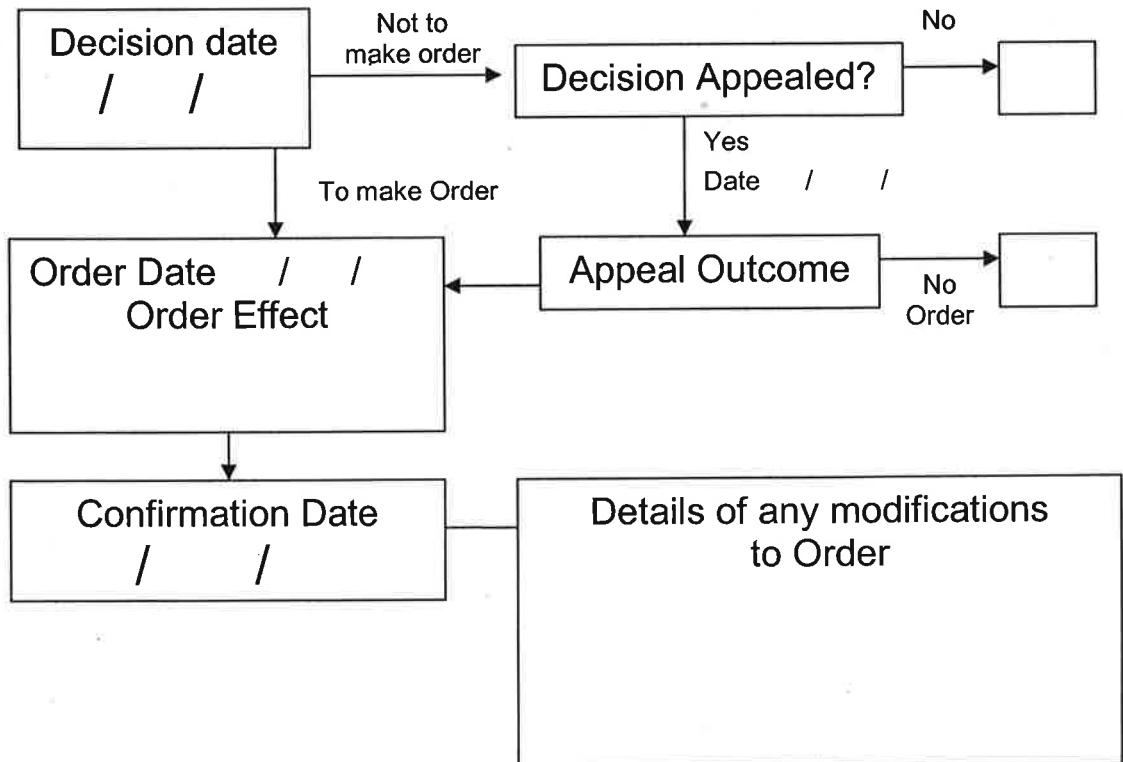 Decision date
/ /
Not to
make order
Decision Appealed?
No
Yes
Date / /
To make Order
Order Date / /
Order Effect
Appeal Outcome
No
Order
Confirmation Date
/ /
Details of any modifications
to Order